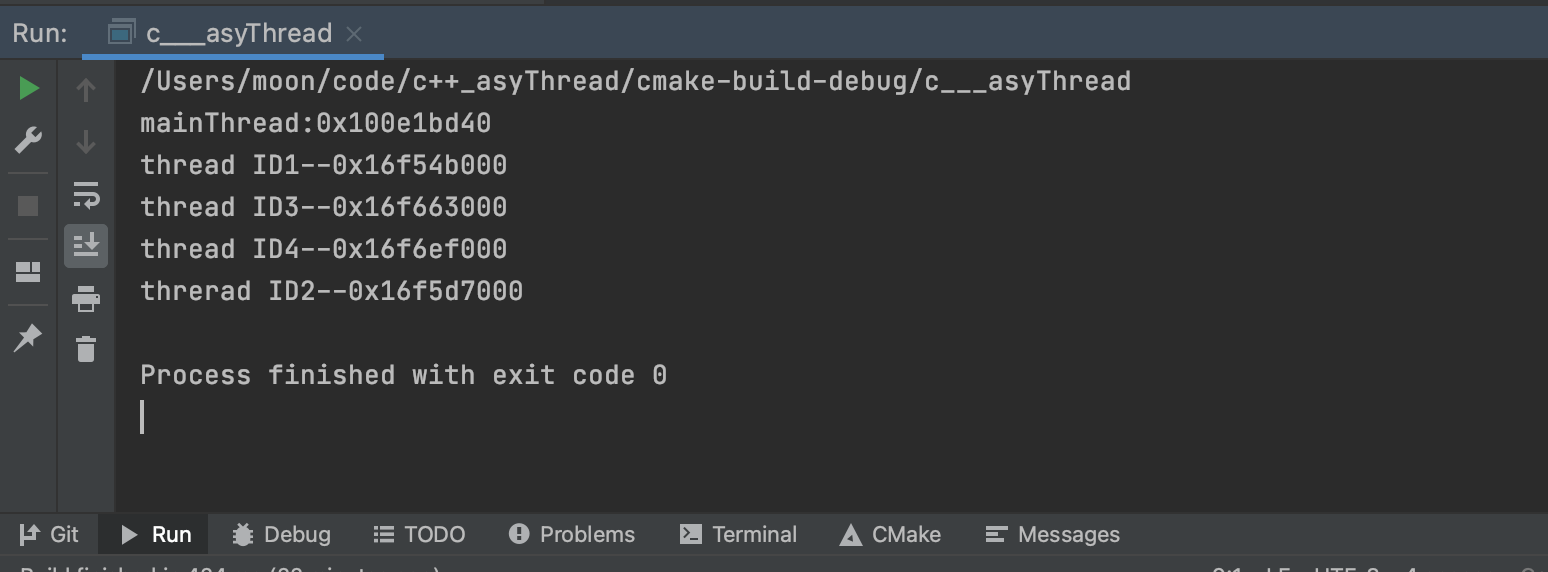 Run: c___asyThread
/Users/moon/code/c++_asyThread/cmake-build-debug/c___asyThread
mainThread:0x100e1bd40
thread ID1--0x16f54b000
thread ID3--0x16f663000
thread ID4--0x16f6ef000
threrad ID2--0x16f5d7000
Process finished with exit code 0
Git Run Debug TODO Problems Terminal CMake Messages